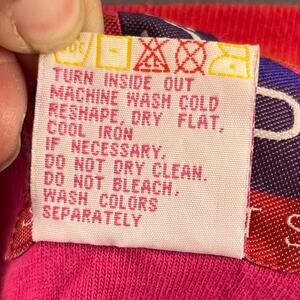 TURN INSIDE OUT
MACHINE WASH COLD
RESHAPE, DRY FLAT,
COOL IRON
IF NECESSARY,
DO NOT DRY CLEAN.
DO NOT BLEACH,
WASH COLORS
SEPARATELY